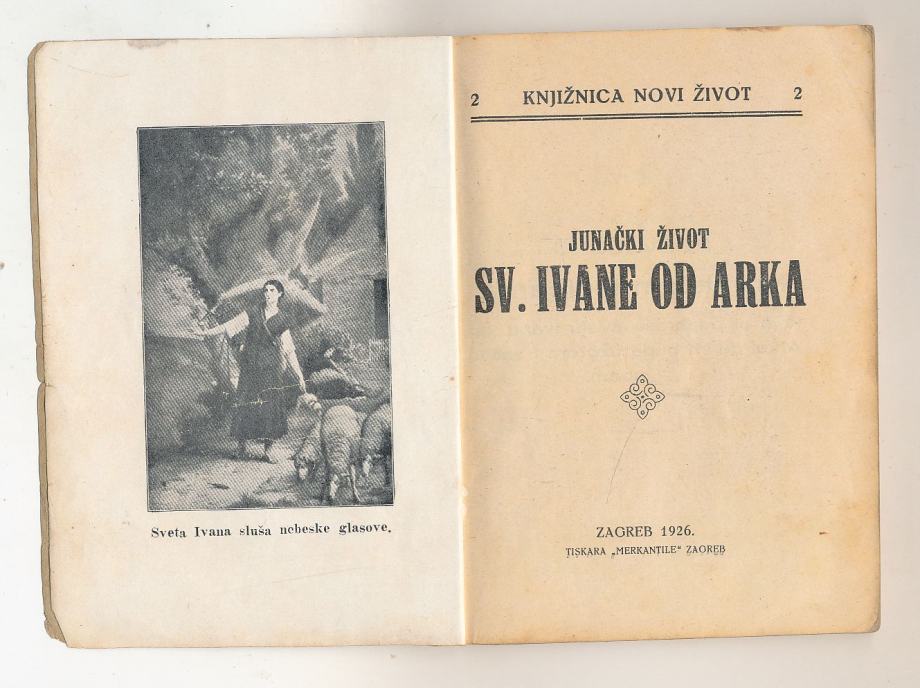 Sveta Ivana sluša nebeske glasove.
2 KNJIŽNICA NOVI ŽIVOT 2
JUNAČKI ŽIVOT
SV. IVANE OD ARKA
ZAGREB 1926.
TISKARA „MERKANTILE“ ZAGREB